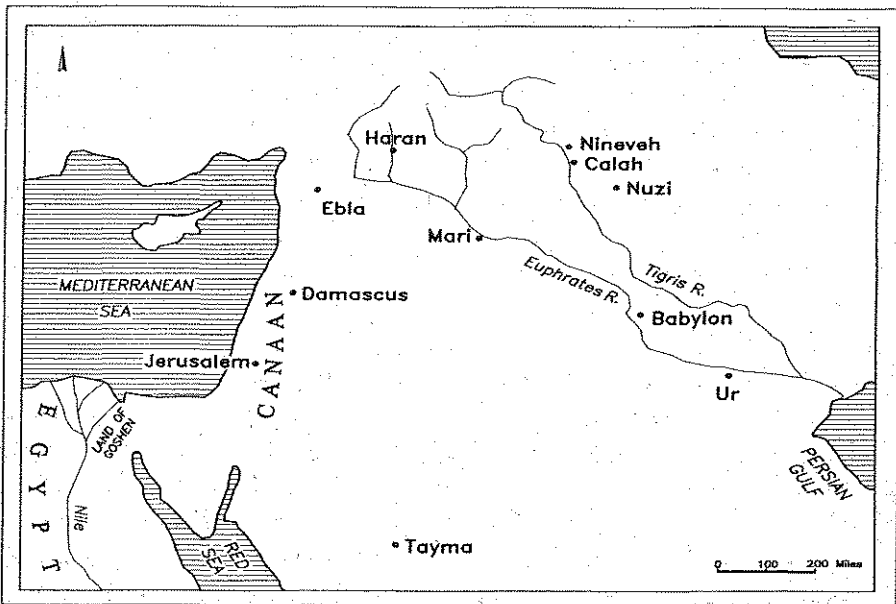 Haran
Nineveh
Calah
Nuzi
Ebla
Mari
Euphrates R.
Tigris R.
MEDITERRANEAN
SEA
Damascus
Babylon
CANAAN
Jerusalem
Ur
LAND OF
GOSHEN
EGYPT
Nile
PERSIAN
GULF
RED
SEA
Tayma
0 100 200 Miles